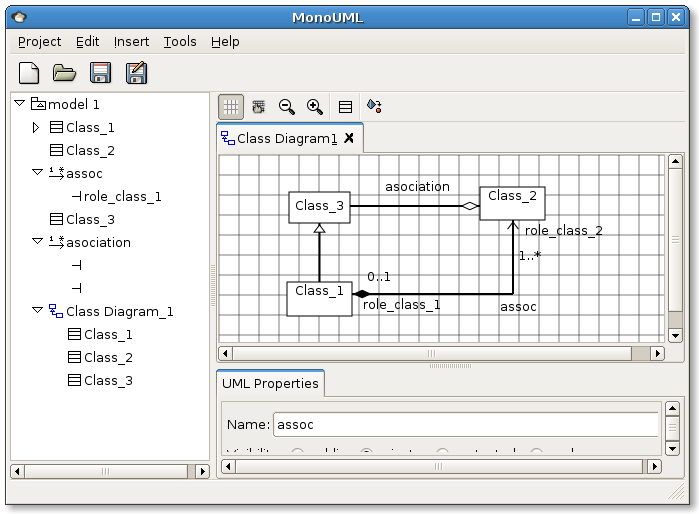 MonoUML
Project Edit Insert Tools Help
model 1
Class_1
Class_2
assoc
role_class_1
Class_3
asociation
Class Diagram_1
Class_1
Class_2
Class_3
Class Diagram1
asociation
Class_3
Class_2
role_class_2
1..*
0..1
Class_1
role_class_1
assoc
UML Properties
Name: assoc